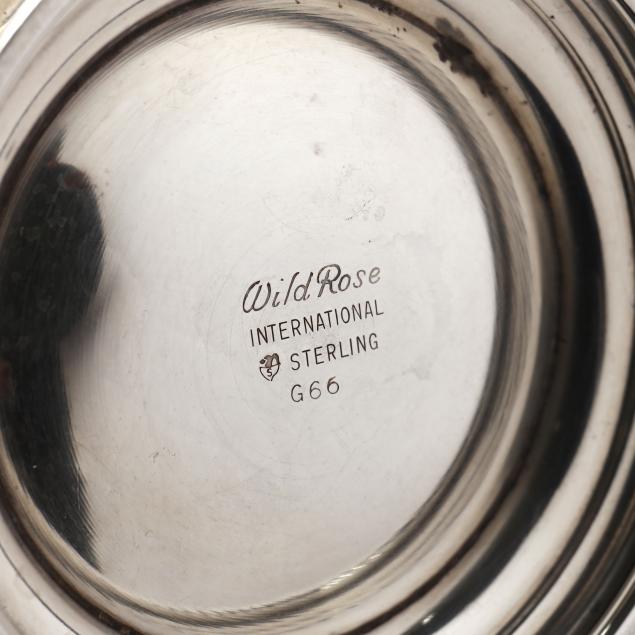 Wild Rose
INTERNATIONAL
S STERLING
G66